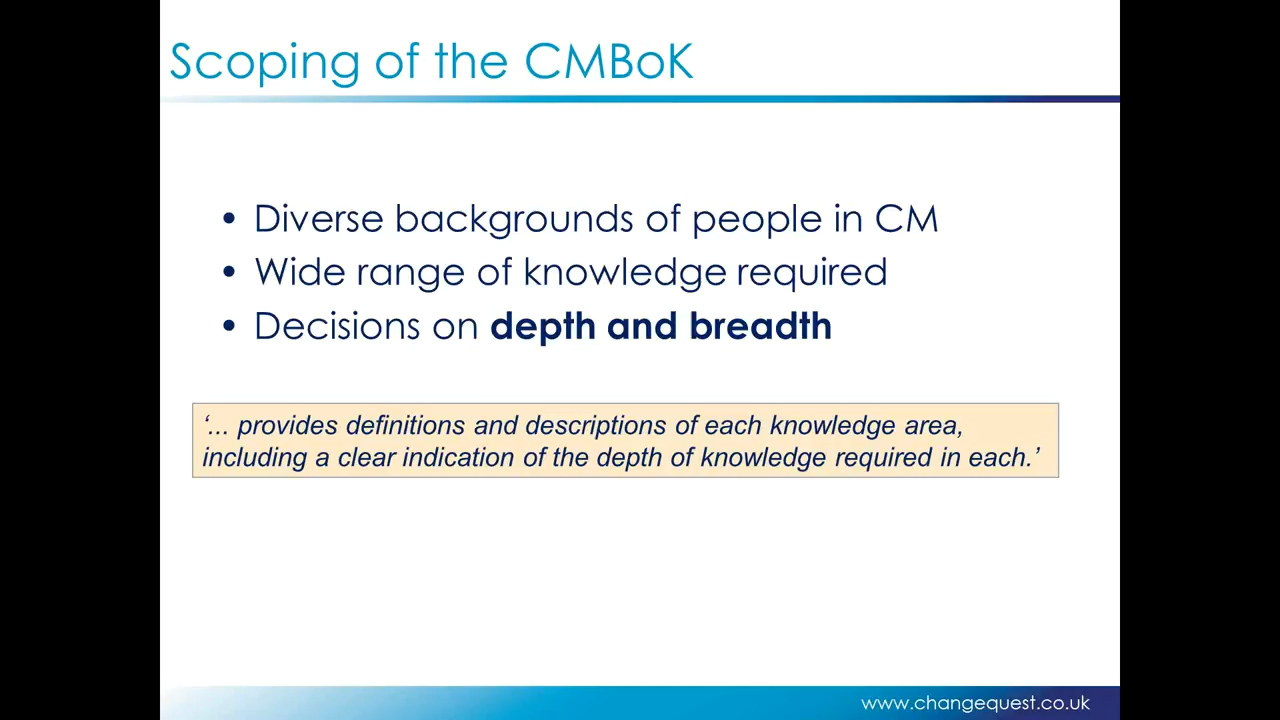 Scoping of the CMBoK
• Diverse backgrounds of people in CM
• Wide range of knowledge required
• Decisions on depth and breadth
‘... provides definitions and descriptions of each knowledge area,
including a clear indication of the depth of knowledge required in each.’
www.changequest.co.uk